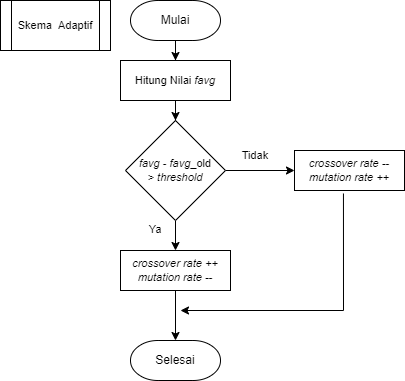 Skema Adaptif
Mulai
Hitung Nilai favg
favg - favg_old
> threshold
Tidak
crossover rate --
mutation rate ++
Ya
crossover rate ++
mutation rate --
Selesai